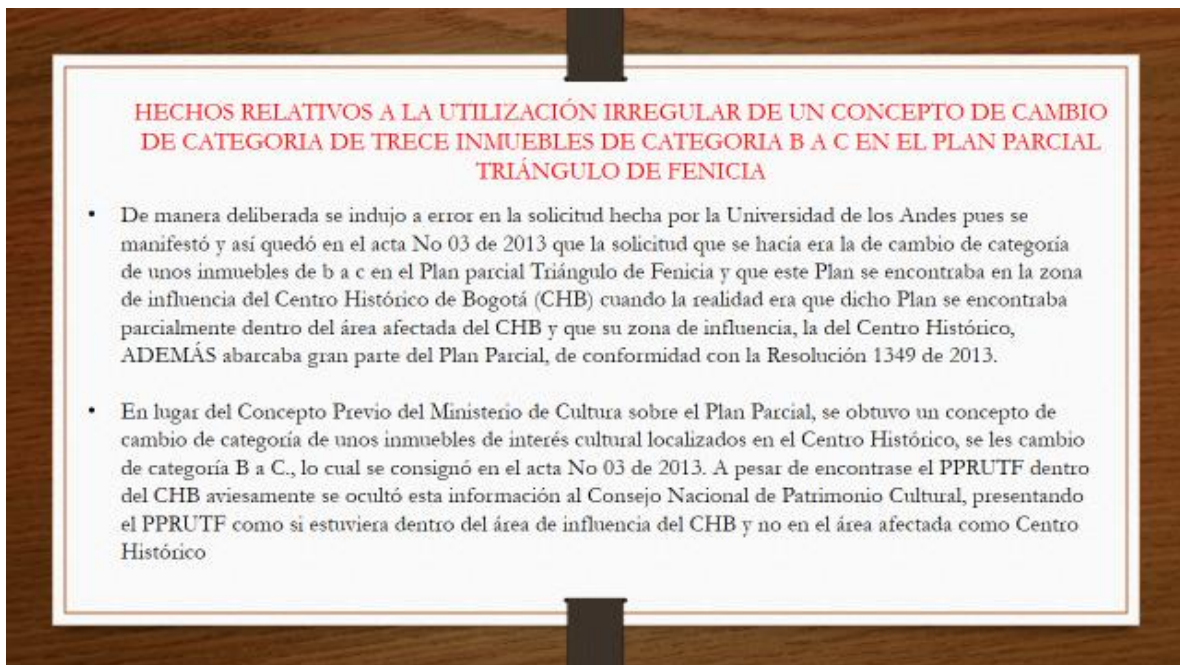 HECHOS RELATIVOS A LA UTILIZACIÓN IRREGULAR DE UN CONCEPTO DE CAMBIO
DE CATEGORIA DE TRECE INMUEBLES DE CATEGORIA B A C EN EL PLAN PARCIAL
TRIÁNGULO DE FENICIA
• De manera deliberada se indujo a error en la solicitud hecha por la Universidad de los Andes pues se
manifestó y así quedó en el acta No 03 de 2013 que la solicitud que se hacía era la de cambio de categoría
de unos inmuebles de b a c en el Plan parcial Triángulo de Fenicia y que este Plan se encontraba en la zona
de influencia del Centro Histórico de Bogotá (CHB) cuando la realidad era que dicho Plan se encontraba
parcialmente dentro del área afectada del CHB y que su zona de influencia, la del Centro Histórico,
ADEMÁS abarcaba gran parte del Plan Parcial, de conformidad con la Resolución 1349 de 2013.
• En lugar del Concepto Previo del Ministerio de Cultura sobre el Plan Parcial, se obtuvo un concepto de
cambio de categoría de unos inmuebles de interés cultural localizados en el Centro Histórico, se les cambio
de categoría B a C., lo cual se consignó en el acta No 03 de 2013. A pesar de encontrase el PPRUTF dentro
del CHB aviesamente se ocultó esta información al Consejo Nacional de Patrimonio Cultural, presentando
el PPRUTF como si estuviera dentro del área de influencia del CHB y no en el área afectada como Centro
Histórico